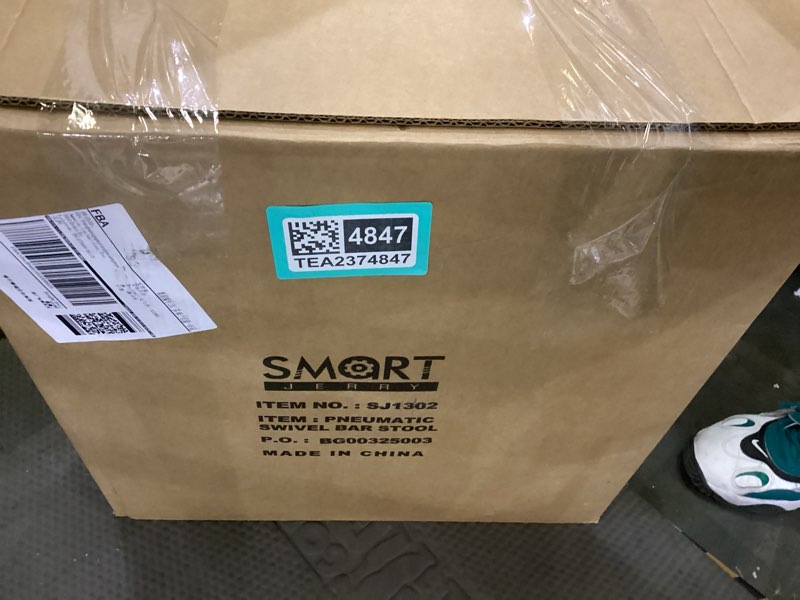 FBA
4847
TEA2374847
SMART
JERRY
ITEM NO. : SJ1302
ITEM : PNEUMATIC
SWIVEL BAR STOOL
P.O. : BG00325003
MADE IN CHINA